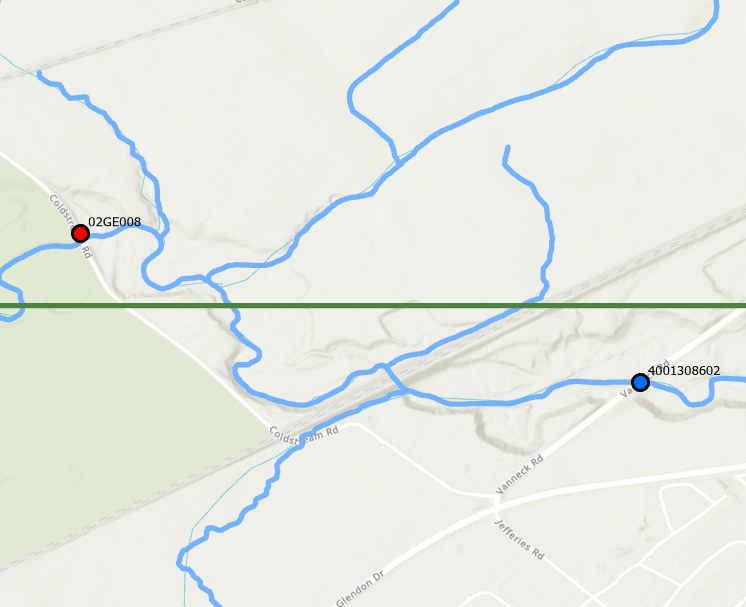 02GE008
Coldstream Rd
4001308602
Coldstream Rd
Vanneck Rd
Jefferies Rd
Glendon Dr